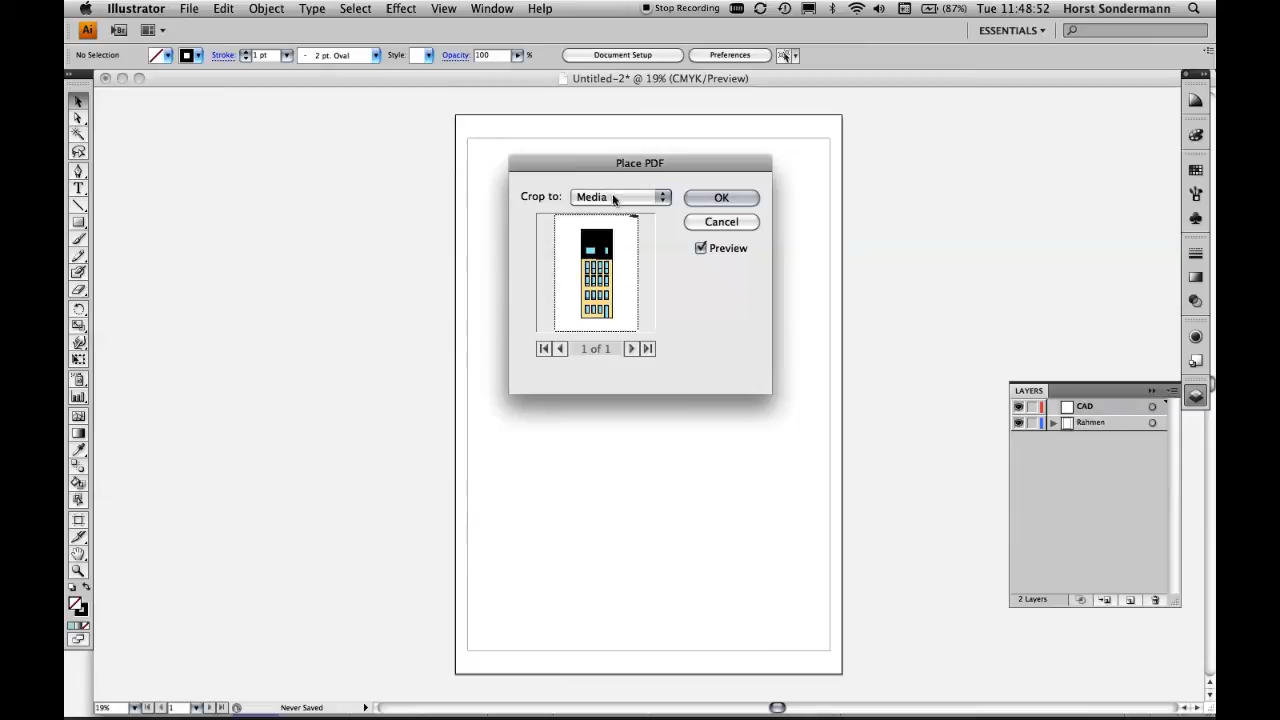 Illustrator File Edit Object Type Select Effect View Window Help Stop Recording (87%) Tue 11:48:52 Horst Sondermann
Ai Br ESSENTIALS
No Selection Stroke: 1 pt - 2 pt. Oval Style: Opacity: 100 % Document Setup Preferences
Untitled-2* @ 19% (CMYK/Preview)
Place PDF
Crop to: Media OK
Cancel
Preview
1 of 1
LAYERS
CAD
Rahmen
2 Layers
19% 1 Never Saved